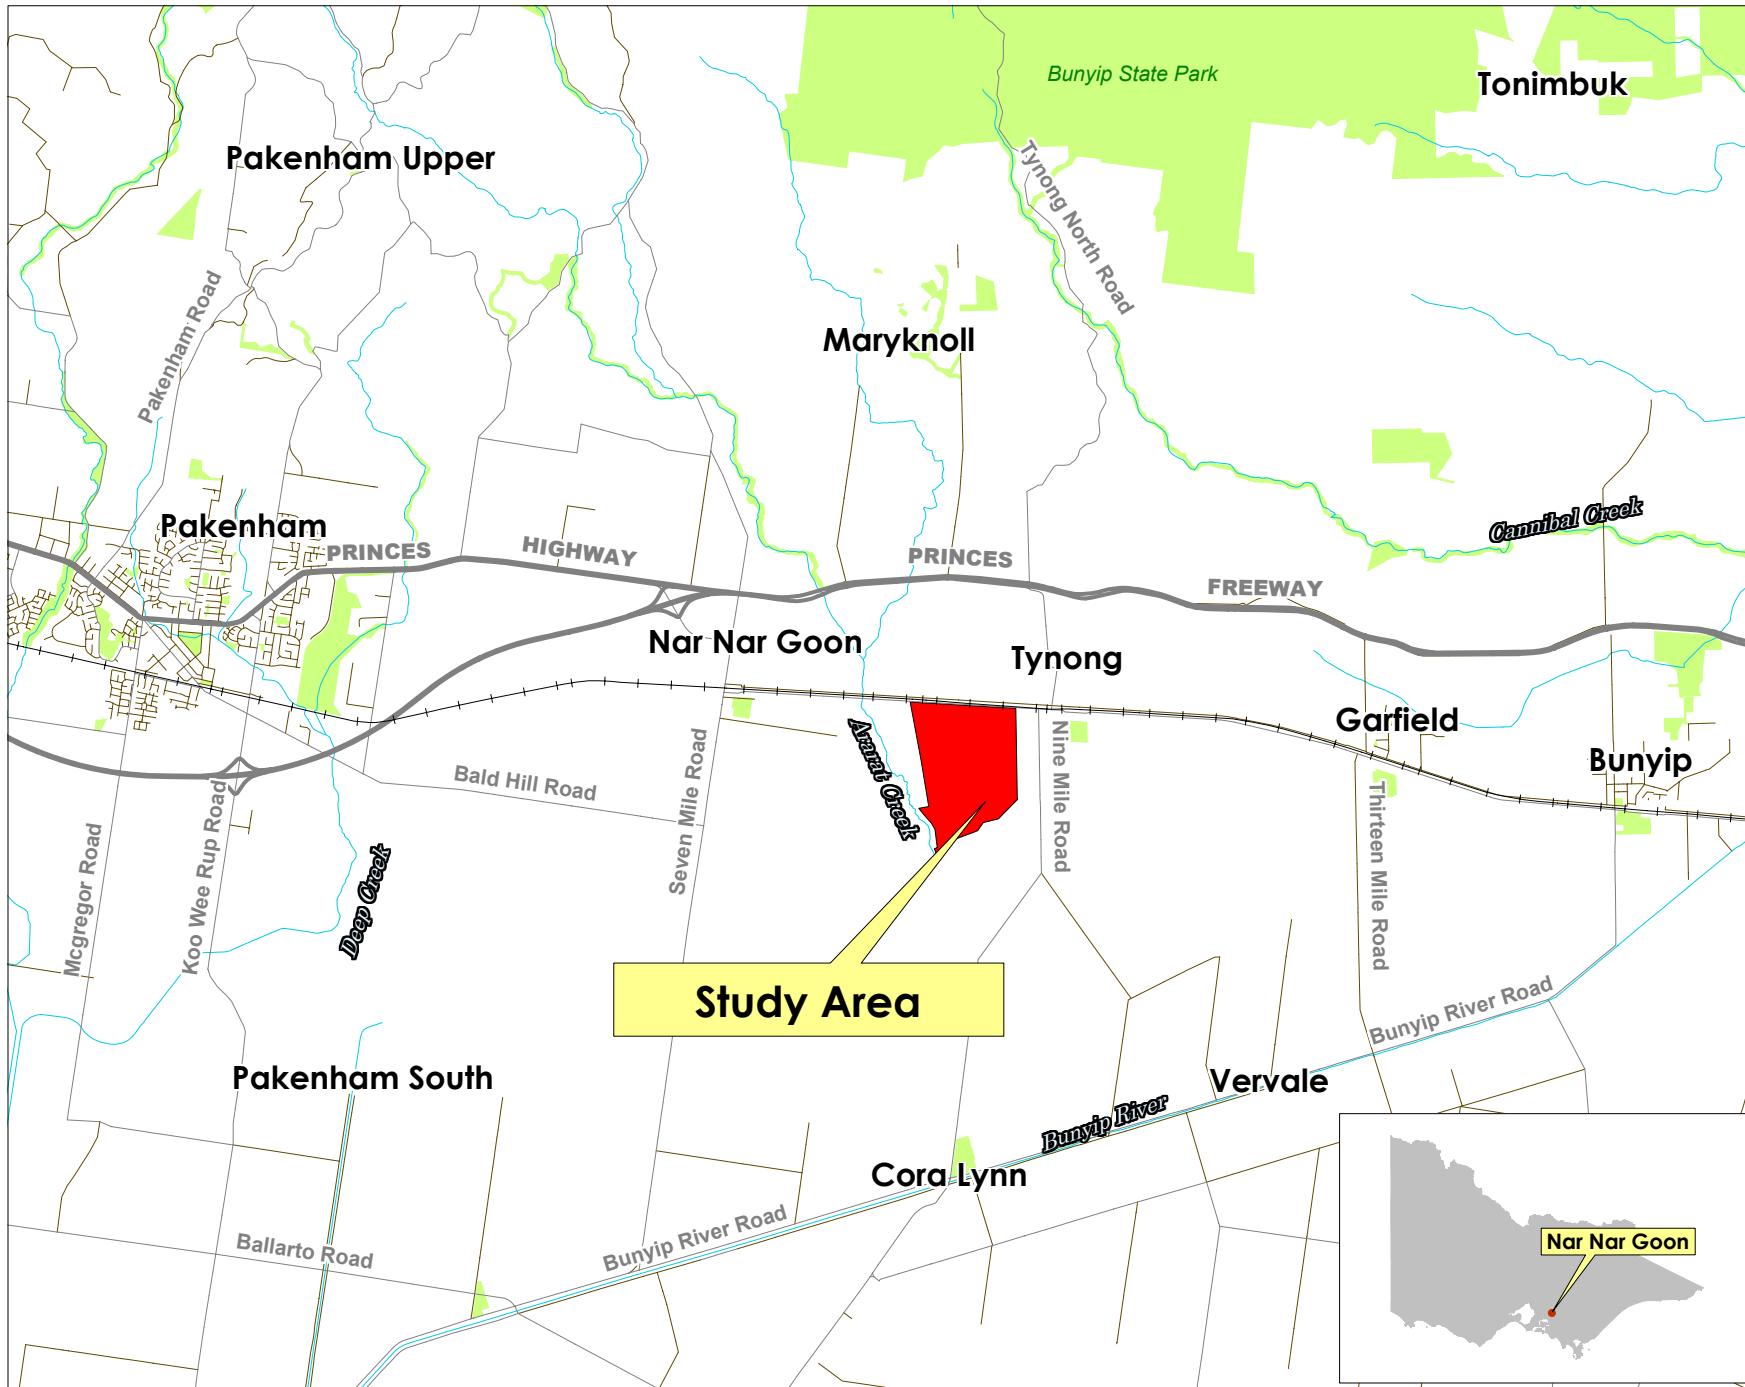 Bunyip State Park
Tonimbuk
Pakenham Upper
Tynong North Road
Pakenham Road
Maryknoll
Cannibal Creek
Pakenham
PRINCES
HIGHWAY
PRINCES
FREEWAY
Nar Nar Goon
Tynong
Garfield
Bunyip
Ararat Creek
Nine Mile Road
Seven Mile Road
Bald Hill Road
Thirteen Mile Road
Koo Wee Rup Road
Mcgregor Road
Deep Creek
Study Area
Bunyip River Road
Pakenham South
Vervale
Bunyip River
Cora Lynn
Bunyip River Road
Ballarto Road
Nar Nar Goon